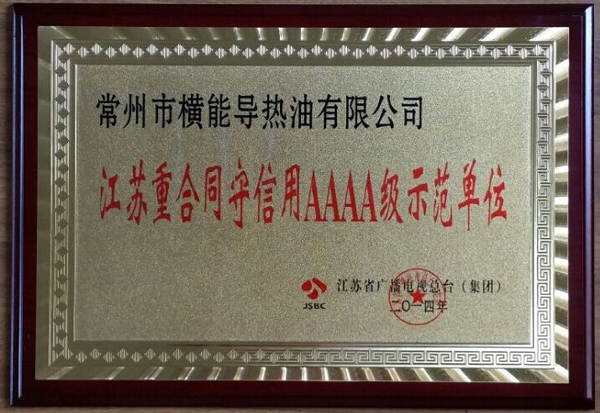 常州市横能导热油有限公司
江苏重合同守信用AAAA级示范单位
JSBC
江苏省广播电视总台（集团）
二〇一四年